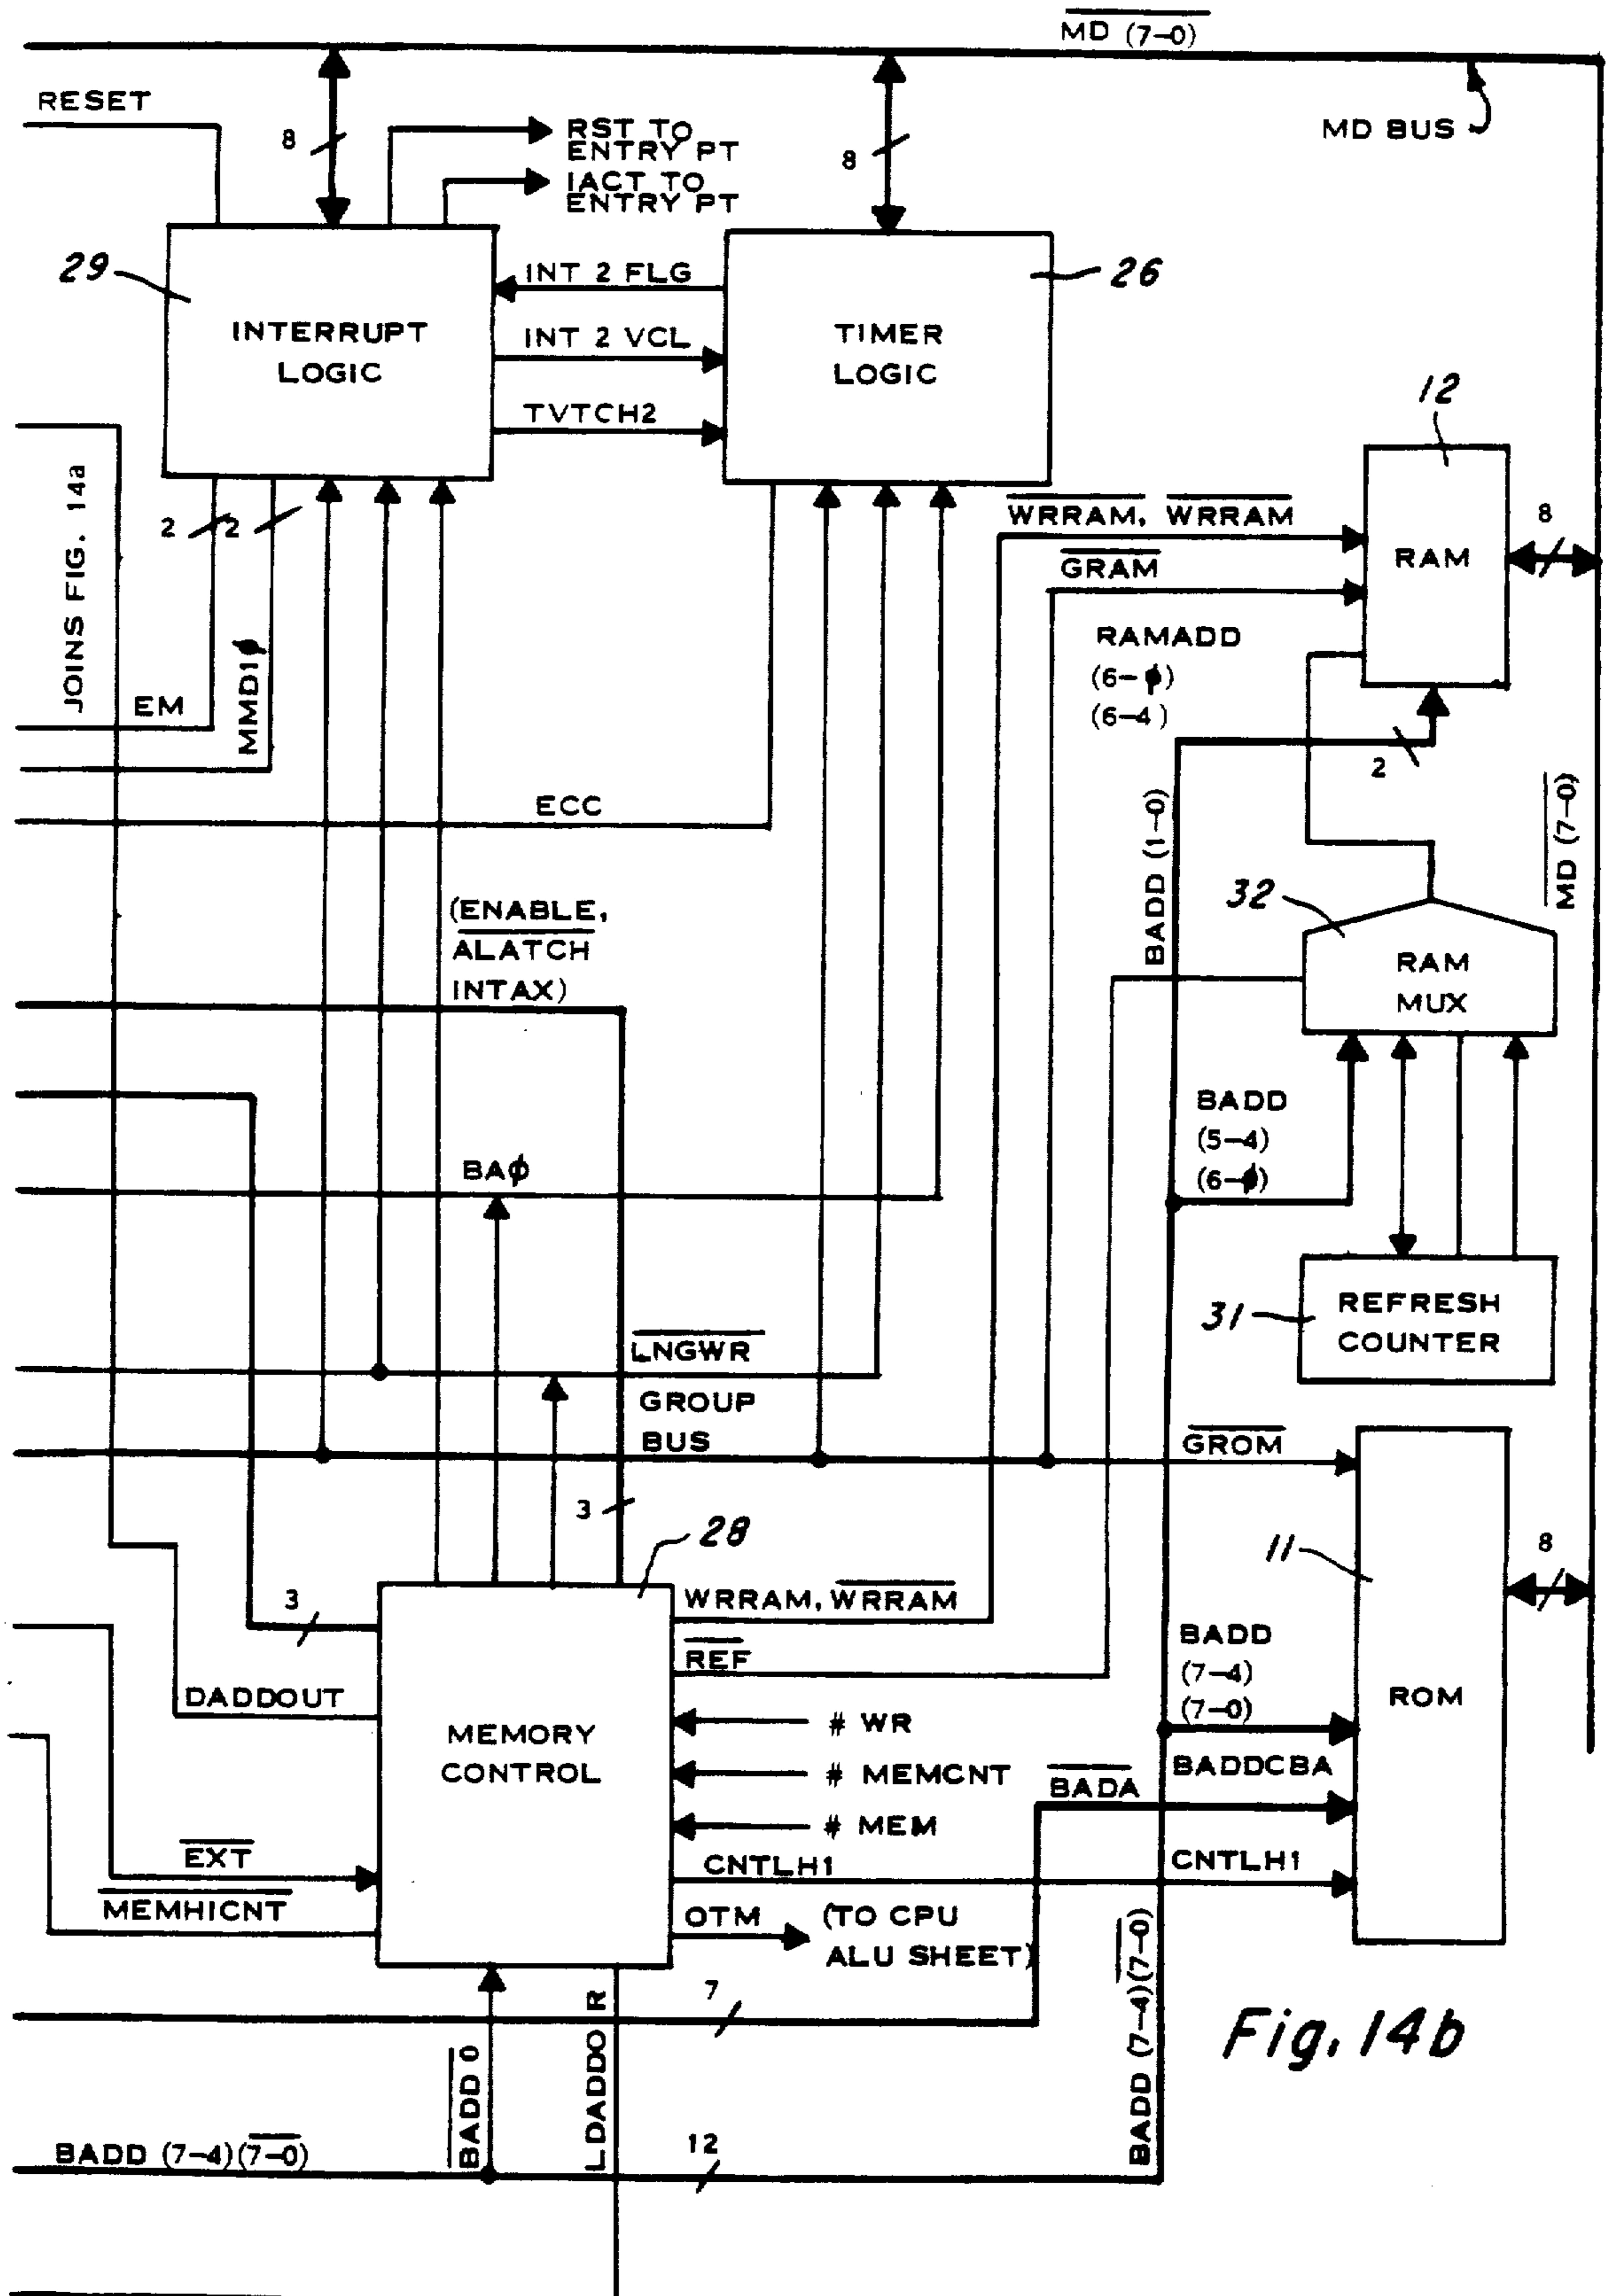 MD (7-0)
RESET
8
RST TO
ENTRY PT
IACT TO
ENTRY PT
8
MD BUS
29
INTERRUPT
LOGIC
INT 2 FLG
INT 2 VCL
TVTCH2
TIMER
LOGIC
26
12
RAM
8
WRRAM, WRRAM
GRAM
RAMADD
(6-ϕ)
(6-4)
2
JOINS FIG. 14a
2
2
EM
MMD1ϕ
ECC
BADD (1-0)
MD (7-0)
32
RAM
MUX
(ENABLE,
ALATCH
INTAX)
BADD
(5-4)
(6-ϕ)
BAϕ
31
REFRESH
COUNTER
LNGWR
GROUP
BUS
GROM
3
28
11
8
3
WRRAM, WRRAM
REF
BADD
(7-4)
(7-0)
ROM
DADDOUT
MEMORY
CONTROL
# WR
# MEMCNT
# MEM
BADA
BADDCBA
EXT
CNTLH1
CNTLH1
MEMHICNT
OTM
(TO CPU
ALU SHEET)
7
BADD 0
LDADDO R
BADD (7-4)(7-0)
Fig. 14b
BADD (7-4)(7-0)
12